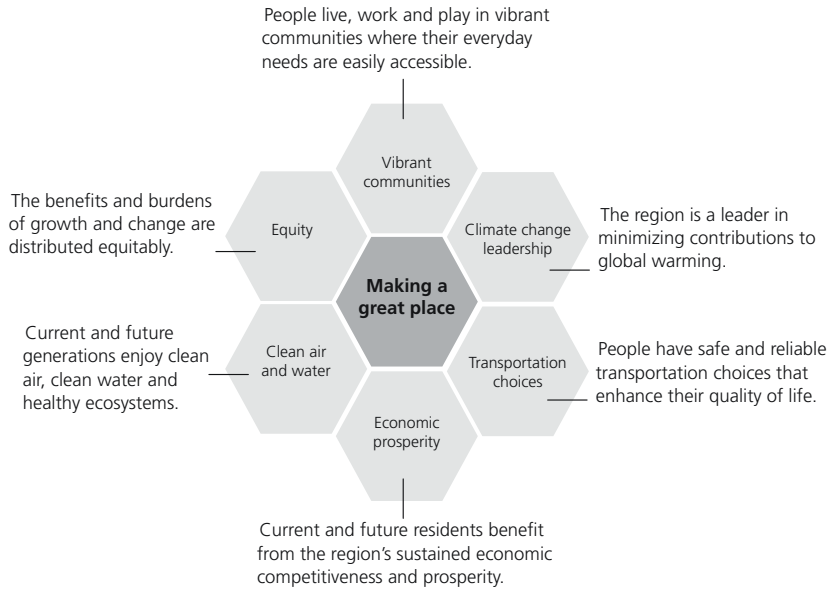 People live, work and play in vibrant
communities where their everyday
needs are easily accessible.
Vibrant
communities
Equity
The benefits and burdens
of growth and change are
distributed equitably.
Climate change
leadership
The region is a leader in
minimizing contributions to
global warming.
Making a
great place
Clean air
and water
Current and future
generations enjoy clean
air, clean water and
healthy ecosystems.
Transportation
choices
People have safe and reliable
transportation choices that
enhance their quality of life.
Economic
prosperity
Current and future residents benefit
from the region’s sustained economic
competitiveness and prosperity.